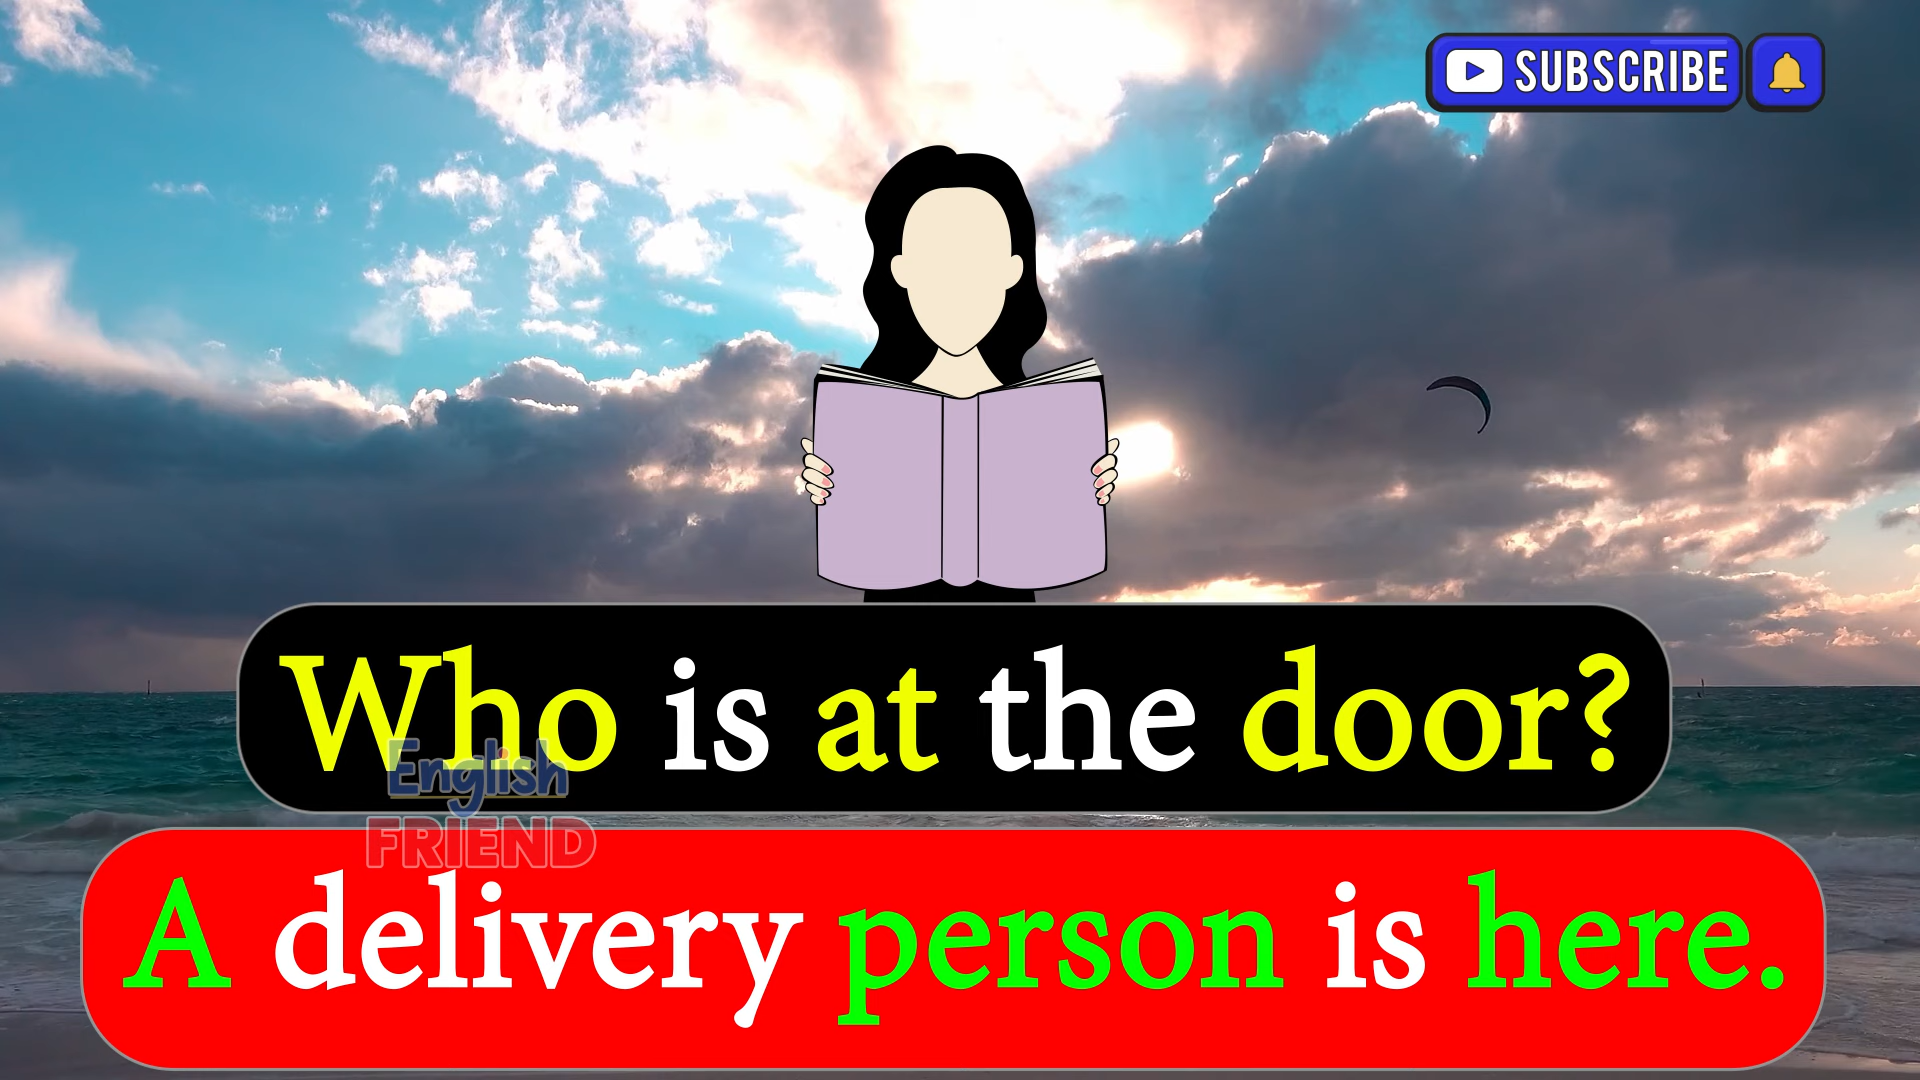 SUBSCRIBE
Who is at the door?
English
FRIEND
A delivery person is here.